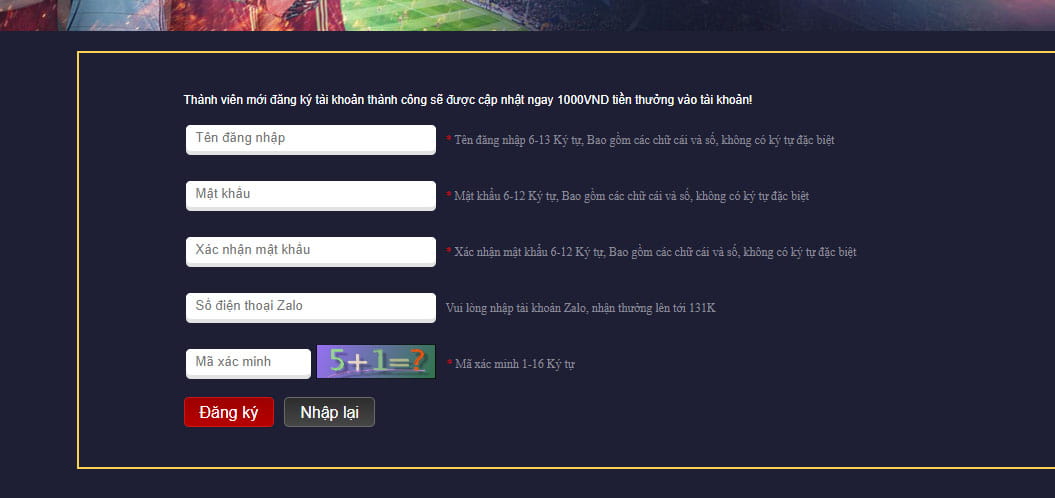 Thành viên mới đăng ký tài khoản thành công sẽ được cập nhật ngay 1000VND tiền thưởng vào tài khoản!
Tên đăng nhập * Tên đăng nhập 6-13 Ký tự, Bao gồm các chữ cái và số, không có ký tự đặc biệt
Mật khẩu * Mật khẩu 6-12 Ký tự, Bao gồm các chữ cái và số, không có ký tự đặc biệt
Xác nhận mật khẩu * Xác nhận mật khẩu 6-12 Ký tự, Bao gồm các chữ cái và số, không có ký tự đặc biệt
Số điện thoại Zalo Vui lòng nhập tài khoản Zalo, nhận thưởng lên tới 131K
Mã xác minh 5+1=? * Mã xác minh 1-16 Ký tự
Đăng ký Nhập lại